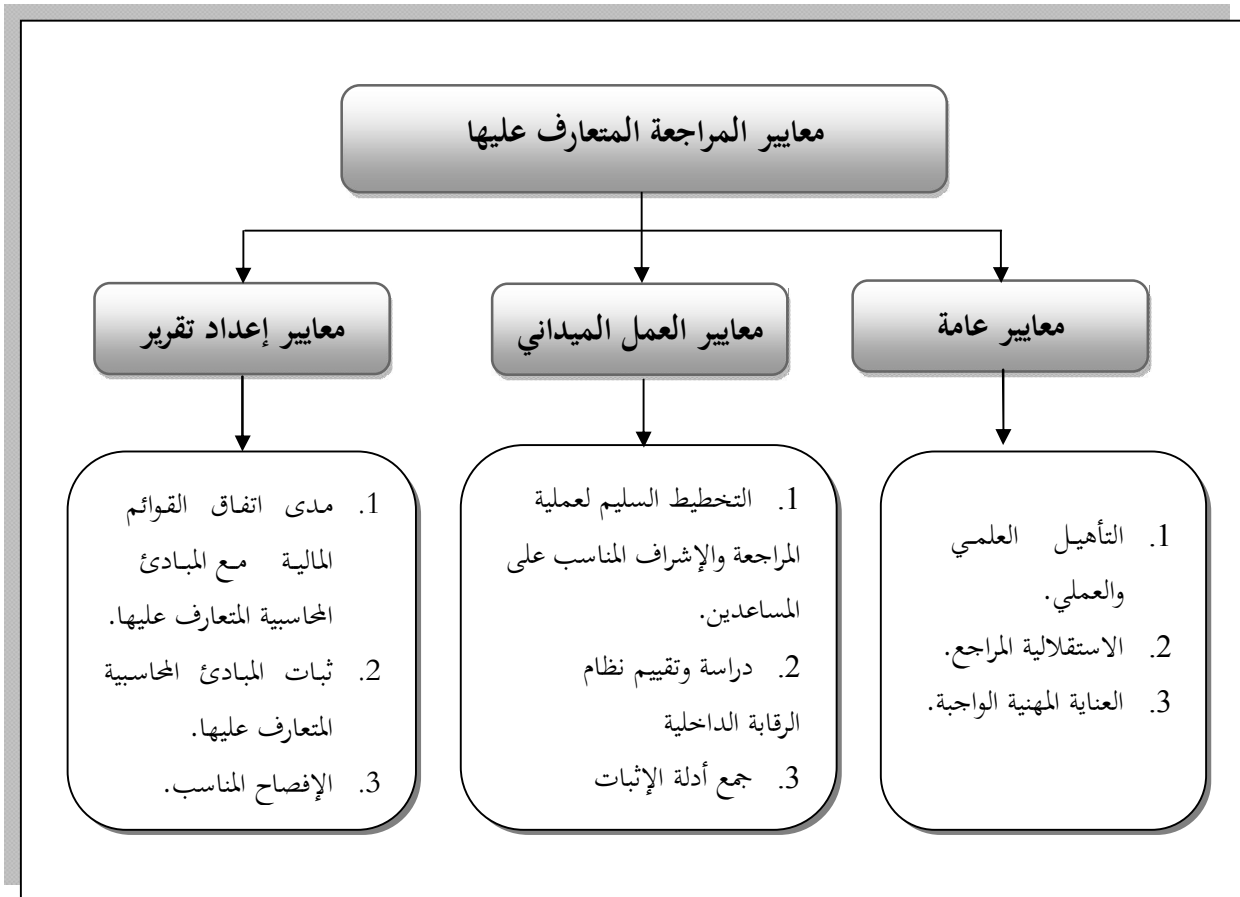 معايير المراجعة المتعارف عليها
معايير عامة
معايير العمل الميداني
معايير إعداد تقرير
1. التأهيل العلمي
والعملي.
2. الاستقلالية المراجع.
3. العناية المهنية الواجبة.
1. التخطيط السليم لعملية
المراجعة والإشراف المناسب على
المساعدين.
2. دراسة وتقييم نظام
الرقابة الداخلية
3. جمع أدلة الإثبات
1. مدى اتفاق القوائم
المالية مع المبادئ
المحاسبية المتعارف عليها.
2. ثبات المبادئ المحاسبية
المتعارف عليها.
3. الإفصاح المناسب.